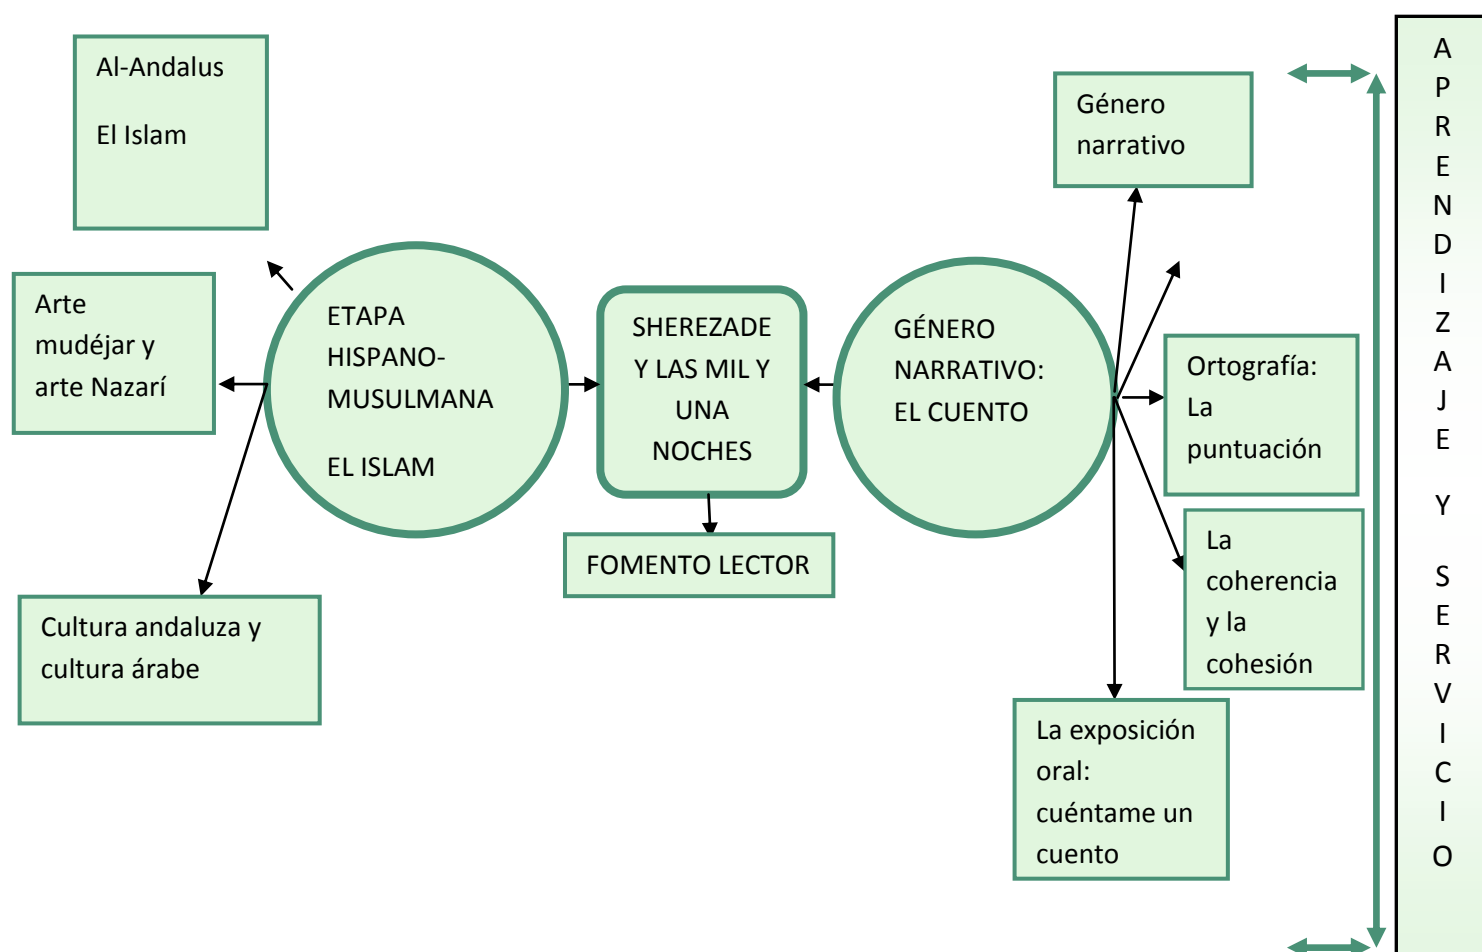 Al-Andalus
El Islam
Arte
mudéjar y
arte Nazarí
Cultura andaluza y
cultura árabe
ETAPA
HISPANO-
MUSULMANA
EL ISLAM
SHEREZADE
Y LAS MIL Y
UNA
NOCHES
FOMENTO LECTOR
GÉNERO
NARRATIVO:
EL CUENTO
Género
narrativo
Ortografía:
La
puntuación
La
coherencia
y la
cohesión
La exposición
oral:
cuéntame un
cuento
A
P
R
E
N
D
I
Z
A
J
E
Y
S
E
R
V
I
C
I
O